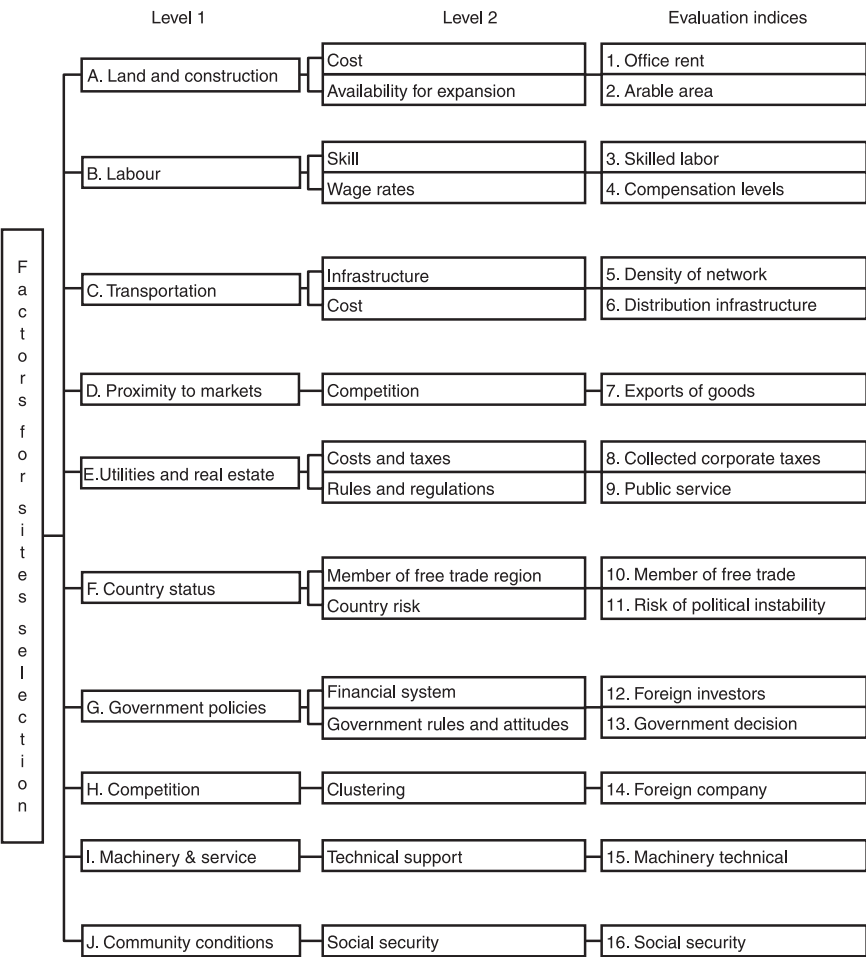 Level 1
Level 2
Evaluation indices
Factors for sites selection
A. Land and construction
Cost
Availability for expansion
1. Office rent
2. Arable area
B. Labour
Skill
Wage rates
3. Skilled labor
4. Compensation levels
C. Transportation
Infrastructure
Cost
5. Density of network
6. Distribution infrastructure
D. Proximity to markets
Competition
7. Exports of goods
E.Utilities and real estate
Costs and taxes
Rules and regulations
8. Collected corporate taxes
9. Public service
F. Country status
Member of free trade region
Country risk
10. Member of free trade
11. Risk of political instability
G. Government policies
Financial system
Government rules and attitudes
12. Foreign investors
13. Government decision
H. Competition
Clustering
14. Foreign company
I. Machinery & service
Technical support
15. Machinery technical
J. Community conditions
Social security
16. Social security